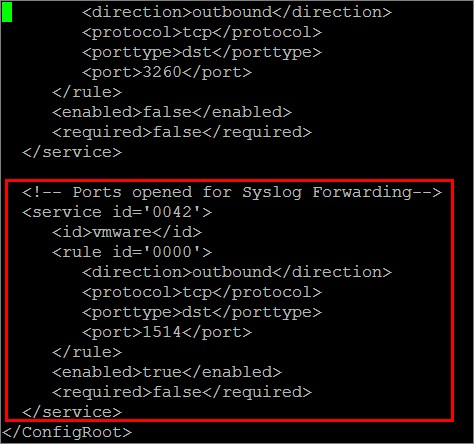 <direction>outbound</direction>
<protocol>tcp</protocol>
<porttype>dst</porttype>
<port>3260</port>
</rule>
<enabled>false</enabled>
<required>false</required>
</service>
<!-- Ports opened for Syslog Forwarding-->
<service id='0042'>
<id>vmware</id>
<rule id='0000'>
<direction>outbound</direction>
<protocol>tcp</protocol>
<porttype>dst</porttype>
<port>1514</port>
</rule>
<enabled>true</enabled>
<required>false</required>
</service>
</ConfigRoot>